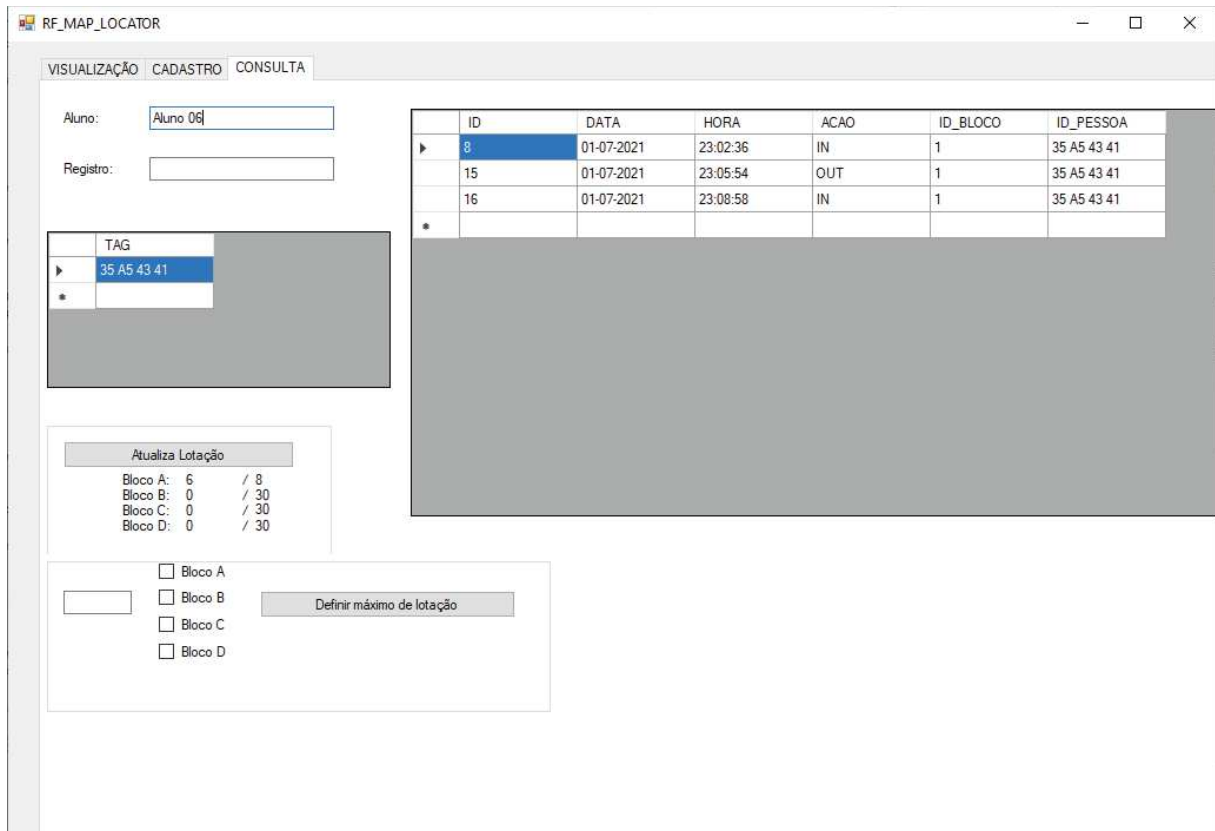 RF_MAP_LOCATOR
VISUALIZAÇÃO CADASTRO CONSULTA
Aluno: Aluno 06
Registro:
ID DATA HORA ACAO ID_BLOCO ID_PESSOA
8 01-07-2021 23:02:36 IN 1 35 A5 43 41
15 01-07-2021 23:05:54 OUT 1 35 A5 43 41
16 01-07-2021 23:08:58 IN 1 35 A5 43 41
TAG
35 A5 43 41
Atualiza Lotação
Bloco A: 6 / 8
Bloco B: 0 / 30
Bloco C: 0 / 30
Bloco D: 0 / 30
Bloco A
Bloco B
Bloco C
Bloco D
Definir máximo de lotação